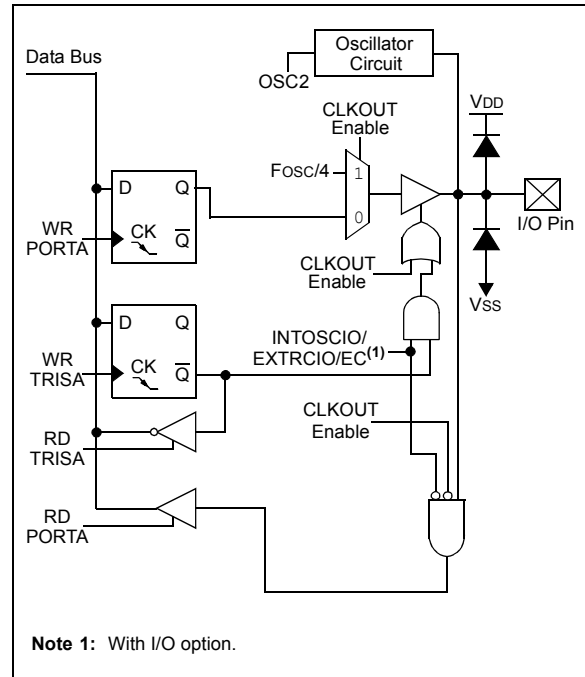 Oscillator
Circuit
Data Bus
OSC2
CLKOUT
Enable
VDD
FOSC/4
1
0
D Q
CK
Q
WR
PORTA
I/O Pin
CLKOUT
Enable
VSS
D Q
CK
Q
WR
TRISA
INTOSCIO/
EXTRCIO/EC(1)
CLKOUT
Enable
RD
TRISA
RD
PORTA
Note 1: With I/O option.